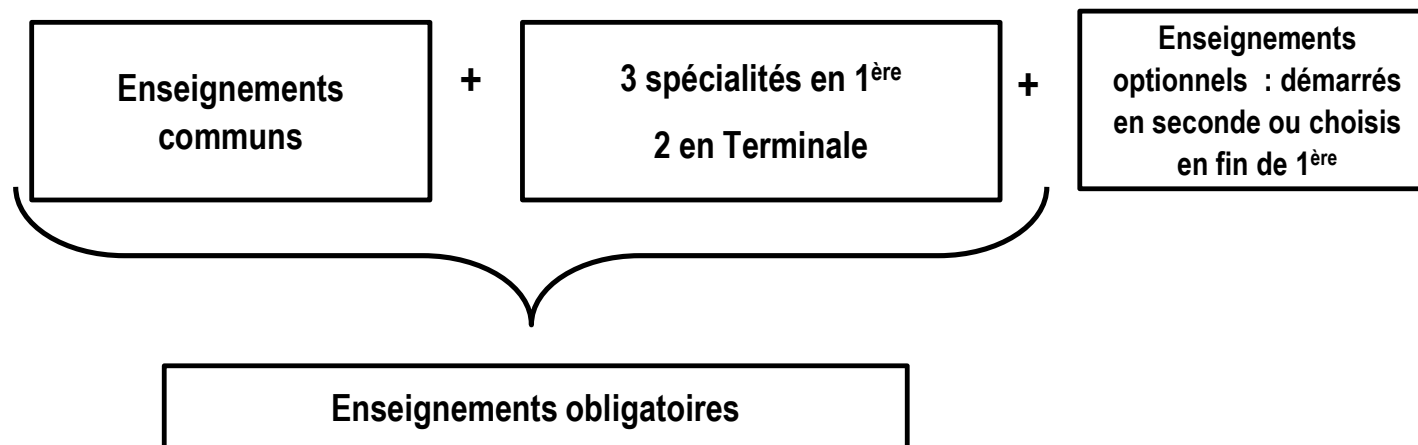 Enseignements
communs
+
3 spécialités en 1ère
2 en Terminale
+
Enseignements
optionnels : démarrés
en seconde ou choisis
en fin de 1ère
Enseignements obligatoires